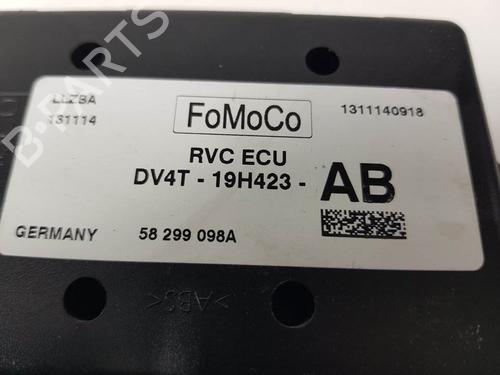 LLZBA
131114
FoMoCo
1311140918
RVC ECU
DV4T - 19H423 - AB
GERMANY
58 299 098A
>ABS<
B-PARTS